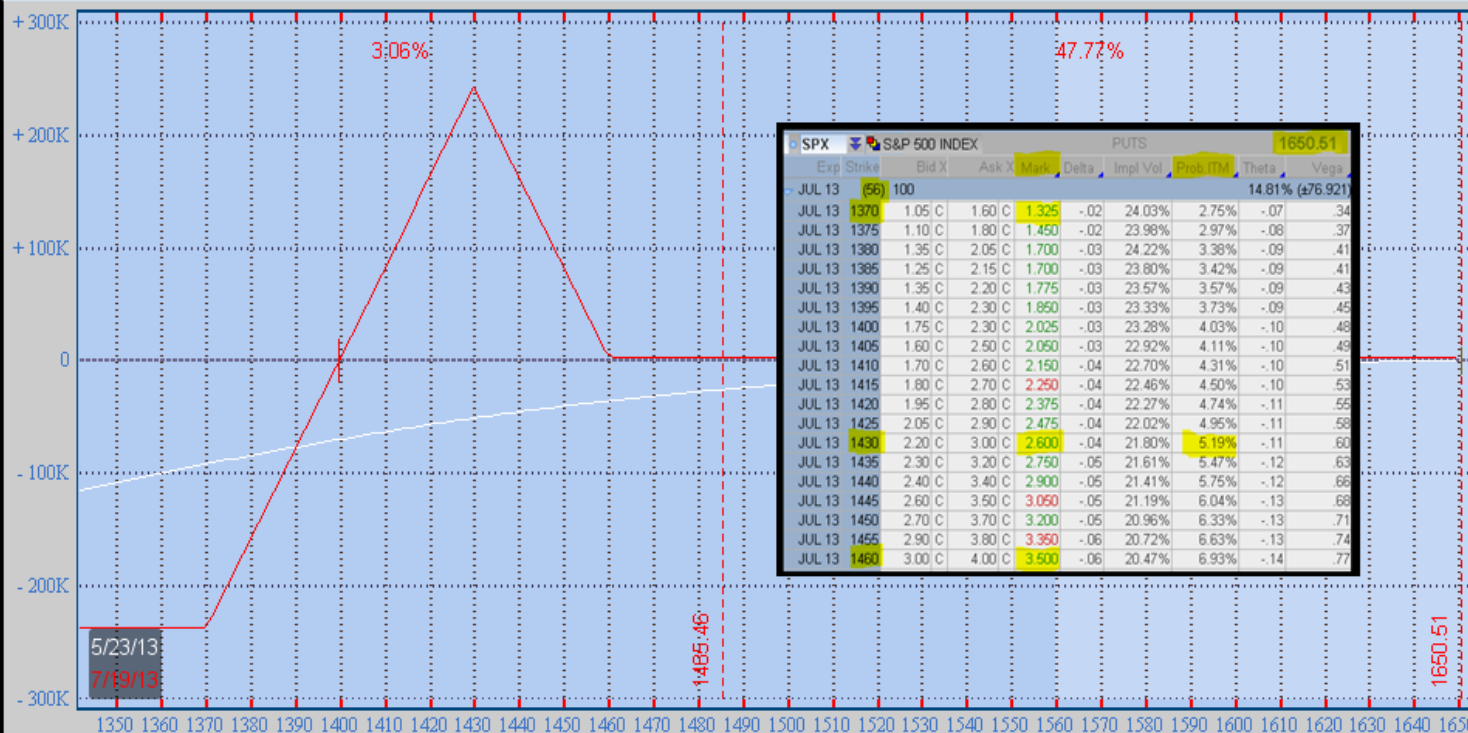 +300K
3.06%
47.77%
+200K
+100K
0
-100K
-200K
-300K
SPX S&P 500 INDEX PUTS 1650.51
Exp Strike Bid X Ask X Mark Delta Impl Vol Prob.ITM Theta Vega
JUL 13 (56) 100 14.81% (±76.921)
JUL 13 1370 1.05 C 1.60 C 1.325 -.02 24.03% 2.75% -.07 .34
JUL 13 1375 1.10 C 1.80 C 1.450 -.02 23.98% 2.97% -.08 .37
JUL 13 1380 1.35 C 2.05 C 1.700 -.03 24.22% 3.38% -.09 .41
JUL 13 1385 1.25 C 2.15 C 1.700 -.03 23.80% 3.42% -.09 .41
JUL 13 1390 1.35 C 2.20 C 1.775 -.03 23.57% 3.57% -.09 .43
JUL 13 1395 1.40 C 2.30 C 1.850 -.03 23.33% 3.73% -.09 .45
JUL 13 1400 1.75 C 2.30 C 2.025 -.03 23.28% 4.03% -.10 .48
JUL 13 1405 1.60 C 2.50 C 2.050 -.03 22.92% 4.11% -.10 .49
JUL 13 1410 1.70 C 2.60 C 2.150 -.04 22.70% 4.31% -.10 .51
JUL 13 1415 1.80 C 2.70 C 2.250 -.04 22.46% 4.50% -.10 .53
JUL 13 1420 1.95 C 2.80 C 2.375 -.04 22.27% 4.74% -.11 .55
JUL 13 1425 2.05 C 2.90 C 2.475 -.04 22.02% 4.95% -.11 .58
JUL 13 1430 2.20 C 3.00 C 2.600 -.04 21.80% 5.19% -.11 .60
JUL 13 1435 2.30 C 3.20 C 2.750 -.05 21.61% 5.47% -.12 .63
JUL 13 1440 2.40 C 3.40 C 2.900 -.05 21.41% 5.75% -.12 .66
JUL 13 1445 2.60 C 3.50 C 3.050 -.05 21.19% 6.04% -.13 .68
JUL 13 1450 2.70 C 3.70 C 3.200 -.05 20.96% 6.33% -.13 .71
JUL 13 1455 2.90 C 3.80 C 3.350 -.06 20.72% 6.63% -.13 .74
JUL 13 1460 3.00 C 4.00 C 3.500 -.06 20.47% 6.93% -.14 .77
1485.46
1650.51
5/23/13
7/19/13
1350 1360 1370 1380 1390 1400 1410 1420 1430 1440 1450 1460 1470 1480 1490 1500 1510 1520 1530 1540 1550 1560 1570 1580 1590 1600 1610 1620 1630 1640